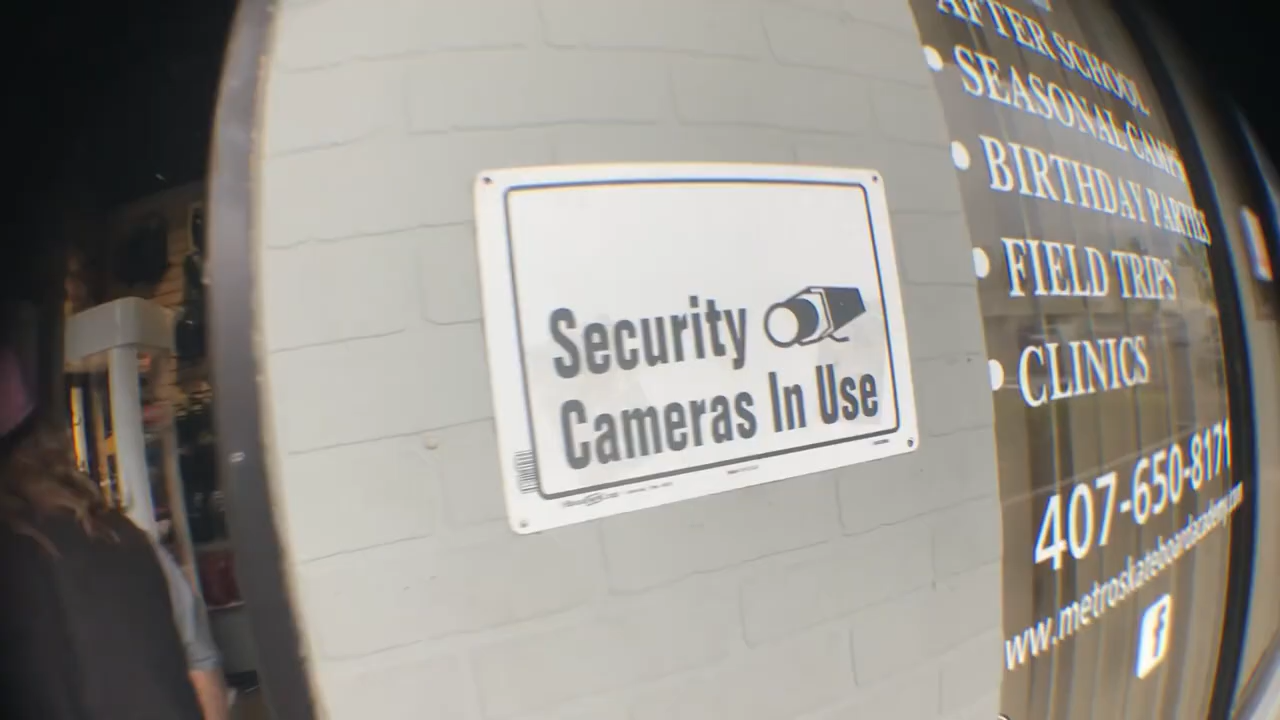 Security
Cameras In Use
AFTER SCHOOL
• SEASONAL CAMPS
• BIRTHDAY PARTIES
• FIELD TRIPS
• CLINICS
407-650-8171
www.metroskateboardacademy.com
f